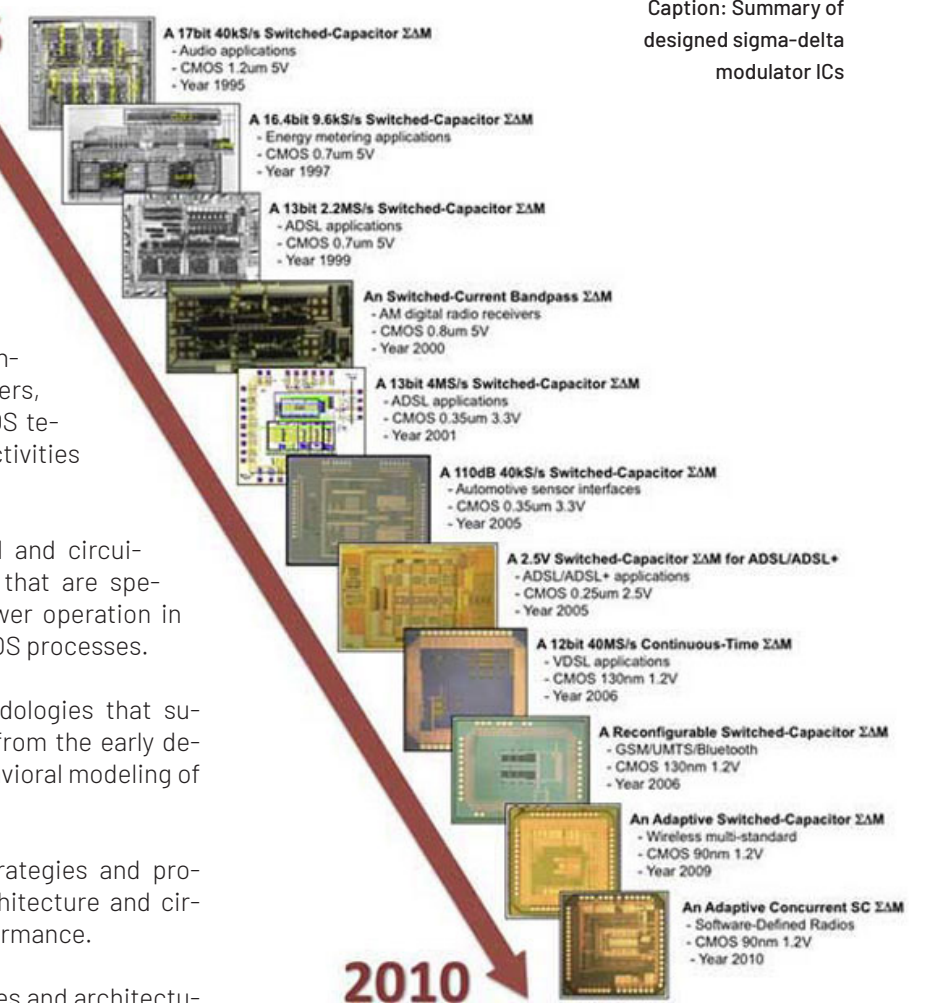 Caption: Summary of
designed sigma-delta
modulator ICs
A 17bit 40kS/s Switched-Capacitor ΣΔM
- Audio applications
- CMOS 1.2um 5V
- Year 1995
A 16.4bit 9.6kS/s Switched-Capacitor ΣΔM
- Energy metering applications
- CMOS 0.7um 5V
- Year 1997
A 13bit 2.2MS/s Switched-Capacitor ΣΔM
- ADSL applications
- CMOS 0.7um 5V
- Year 1999
An Switched-Current Bandpass ΣΔM
- AM digital radio receivers
- CMOS 0.8um 5V
- Year 2000
A 13bit 4MS/s Switched-Capacitor ΣΔM
- ADSL applications
- CMOS 0.35um 3.3V
- Year 2001
A 110dB 40kS/s Switched-Capacitor ΣΔM
- Automotive sensor interfaces
- CMOS 0.35um 3.3V
- Year 2005
A 2.5V Switched-Capacitor ΣΔM for ADSL/ADSL+
- ADSL/ADSL+ applications
- CMOS 0.25um 2.5V
- Year 2005
A 12bit 40MS/s Continuous-Time ΣΔM
- VDSL applications
- CMOS 130nm 1.2V
- Year 2006
A Reconfigurable Switched-Capacitor ΣΔM
- GSM/UMTS/Bluetooth
- CMOS 130nm 1.2V
- Year 2006
An Adaptive Switched-Capacitor ΣΔM
- Wireless multi-standard
- CMOS 90nm 1.2V
- Year 2009
An Adaptive Concurrent SC ΣΔM
- Software-Defined Radios
- CMOS 90nm 1.2V
- Year 2010
2010
n-
ers,
OS te-
ctivities
l and circui-
that are spe-
wer operation in
OS processes.
dologies that su-
from the early de-
avioral modeling of
rategies and pro-
hitecture and cir-
rmance.
es and architectu-